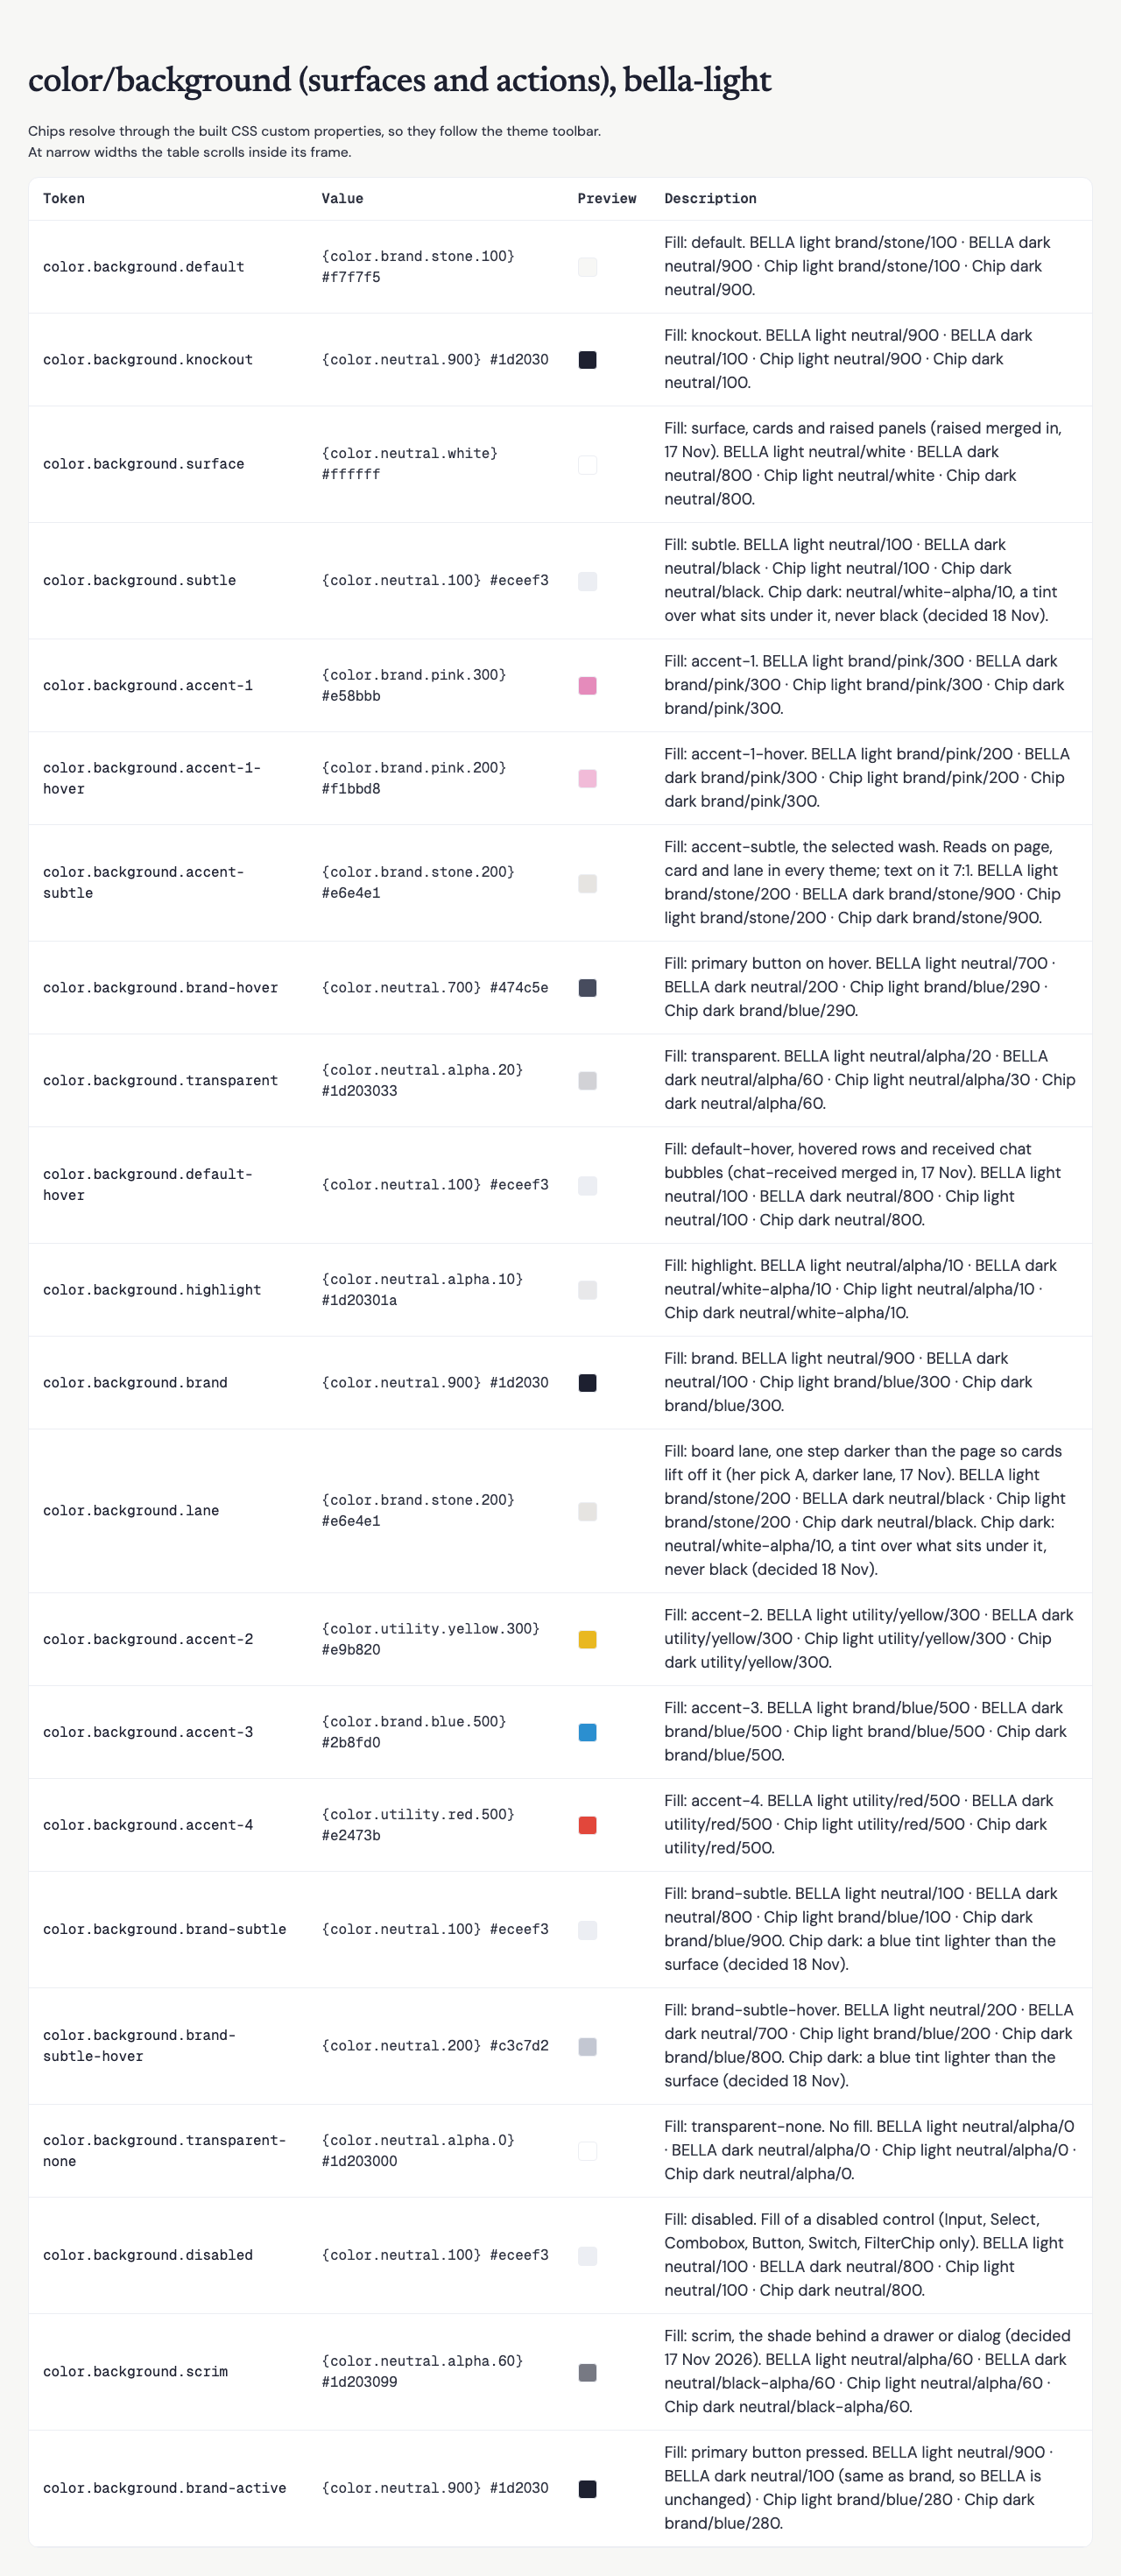 color/background (surfaces and actions), bella-light
Chips resolve through the built CSS custom properties, so they follow the theme toolbar.
At narrow widths the table scrolls inside its frame.
Token Value Preview Description
color.background.default
{color.brand.stone.100}
#f7f7f5
Fill: default. BELLA light brand/stone/100 · BELLA dark
neutral/900 · Chip light brand/stone/100 · Chip dark
neutral/900.
color.background.knockout
{color.neutral.900} #1d2030
Fill: knockout. BELLA light neutral/900 · BELLA dark
neutral/100 · Chip light neutral/900 · Chip dark
neutral/100.
color.background.surface
{color.neutral.white}
#ffffff
Fill: surface, cards and raised panels (raised merged in,
17 Nov). BELLA light neutral/white · BELLA dark
neutral/800 · Chip light neutral/white · Chip dark
neutral/800.
color.background.subtle
{color.neutral.100} #eceef3
Fill: subtle. BELLA light neutral/100 · BELLA dark
neutral/black · Chip light neutral/100 · Chip dark
neutral/black. Chip dark: neutral/white-alpha/10, a tint
over what sits under it, never black (decided 18 Nov).
color.background.accent-1
{color.brand.pink.300}
#e58bbb
Fill: accent-1. BELLA light brand/pink/300 · BELLA dark
brand/pink/300 · Chip light brand/pink/300 · Chip dark
brand/pink/300.
color.background.accent-1-
hover
{color.brand.pink.200}
#f1bbd8
Fill: accent-1-hover. BELLA light brand/pink/200 · BELLA
dark brand/pink/300 · Chip light brand/pink/200 · Chip
dark brand/pink/300.
color.background.accent-
subtle
{color.brand.stone.200}
#e6e4e1
Fill: accent-subtle, the selected wash. Reads on page,
card and lane in every theme; text on it 7:1. BELLA light
brand/stone/200 · BELLA dark brand/stone/900 · Chip
light brand/stone/200 · Chip dark brand/stone/900.
color.background.brand-hover
{color.neutral.700} #474c5e
Fill: primary button on hover. BELLA light neutral/700 ·
BELLA dark neutral/200 · Chip light brand/blue/290 ·
Chip dark brand/blue/290.
color.background.transparent
{color.neutral.alpha.20}
#1d203033
Fill: transparent. BELLA light neutral/alpha/20 · BELLA
dark neutral/alpha/60 · Chip light neutral/alpha/30 · Chip
dark neutral/alpha/60.
color.background.default-
hover
{color.neutral.100} #eceef3
Fill: default-hover, hovered rows and received chat
bubbles (chat-received merged in, 17 Nov). BELLA light
neutral/100 · BELLA dark neutral/800 · Chip light
neutral/100 · Chip dark neutral/800.
color.background.highlight
{color.neutral.alpha.10}
#1d20301a
Fill: highlight. BELLA light neutral/alpha/10 · BELLA dark
neutral/white-alpha/10 · Chip light neutral/alpha/10 ·
Chip dark neutral/white-alpha/10.
color.background.brand
{color.neutral.900} #1d2030
Fill: brand. BELLA light neutral/900 · BELLA dark
neutral/100 · Chip light brand/blue/300 · Chip dark
brand/blue/300.
color.background.lane
{color.brand.stone.200}
#e6e4e1
Fill: board lane, one step darker than the page so cards
lift off it (her pick A, darker lane, 17 Nov). BELLA light
brand/stone/200 · BELLA dark neutral/black · Chip light
brand/stone/200 · Chip dark neutral/black. Chip dark:
neutral/white-alpha/10, a tint over what sits under it,
never black (decided 18 Nov).
color.background.accent-2
{color.utility.yellow.300}
#e9b820
Fill: accent-2. BELLA light utility/yellow/300 · BELLA dark
utility/yellow/300 · Chip light utility/yellow/300 · Chip
dark utility/yellow/300.
color.background.accent-3
{color.brand.blue.500}
#2b8fd0
Fill: accent-3. BELLA light brand/blue/500 · BELLA dark
brand/blue/500 · Chip light brand/blue/500 · Chip dark
brand/blue/500.
color.background.accent-4
{color.utility.red.500}
#e2473b
Fill: accent-4. BELLA light utility/red/500 · BELLA dark
utility/red/500 · Chip light utility/red/500 · Chip dark
utility/red/500.
color.background.brand-subtle
{color.neutral.100} #eceef3
Fill: brand-subtle. BELLA light neutral/100 · BELLA dark
neutral/800 · Chip light brand/blue/100 · Chip dark
brand/blue/900. Chip dark: a blue tint lighter than the
surface (decided 18 Nov).
color.background.brand-
subtle-hover
{color.neutral.200} #c3c7d2
Fill: brand-subtle-hover. BELLA light neutral/200 · BELLA
dark neutral/700 · Chip light brand/blue/200 · Chip dark
brand/blue/800. Chip dark: a blue tint lighter than the
surface (decided 18 Nov).
color.background.transparent-
none
{color.neutral.alpha.0}
#1d203000
Fill: transparent-none. No fill. BELLA light neutral/alpha/0
· BELLA dark neutral/alpha/0 · Chip light neutral/alpha/0 ·
Chip dark neutral/alpha/0.
color.background.disabled
{color.neutral.100} #eceef3
Fill: disabled. Fill of a disabled control (Input, Select,
Combobox, Button, Switch, FilterChip only). BELLA light
neutral/100 · BELLA dark neutral/800 · Chip light
neutral/100 · Chip dark neutral/800.
color.background.scrim
{color.neutral.alpha.60}
#1d203099
Fill: scrim, the shade behind a drawer or dialog (decided
17 Nov 2026). BELLA light neutral/alpha/60 · BELLA dark
neutral/black-alpha/60 · Chip light neutral/alpha/60 ·
Chip dark neutral/black-alpha/60.
color.background.brand-active
{color.neutral.900} #1d2030
Fill: primary button pressed. BELLA light neutral/900 ·
BELLA dark neutral/100 (same as brand, so BELLA is
unchanged) · Chip light brand/blue/280 · Chip dark
brand/blue/280.